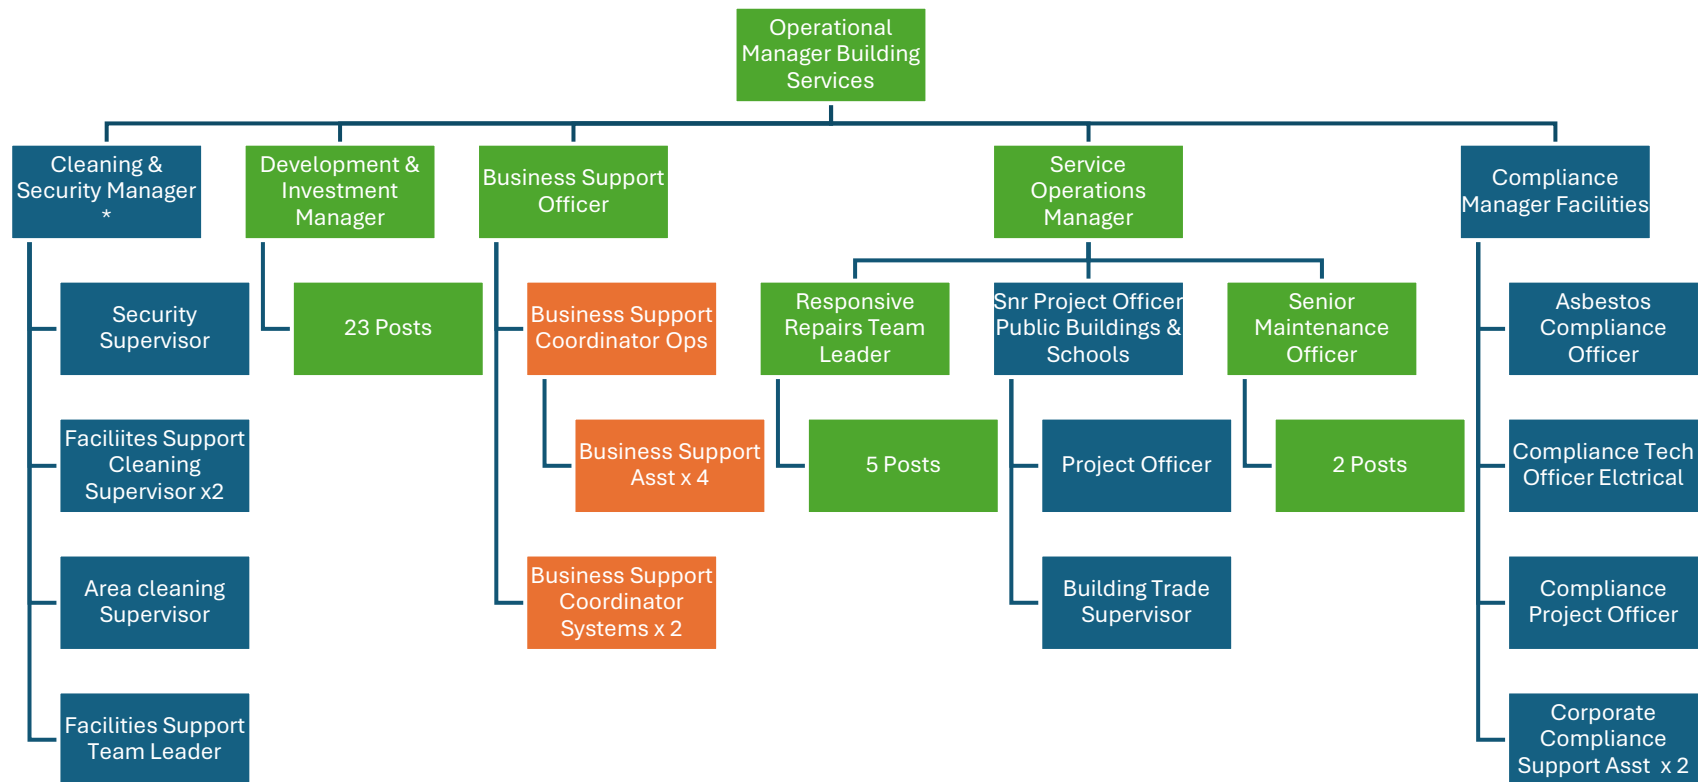 Operational
Manager Building
Services
Cleaning &
Security Manager
*
Development &
Investment
Manager
Business Support
Officer
Service
Operations
Manager
Compliance
Manager Facilities
Security
Supervisor
23 Posts
Business Support
Coordinator Ops
Responsive
Repairs Team
Leader
Snr Project Officer
Public Buildings &
Schools
Senior
Maintenance
Officer
Asbestos
Compliance
Officer
Faciliites Support
Cleaning
Supervisor x2
Business Support
Asst x 4
5 Posts
Project Officer
2 Posts
Compliance Tech
Officer Elctrical
Area cleaning
Supervisor
Business Support
Coordinator
Systems x 2
Building Trade
Supervisor
Compliance
Project Officer
Facilities Support
Team Leader
Corporate
Compliance
Support Asst  x 2